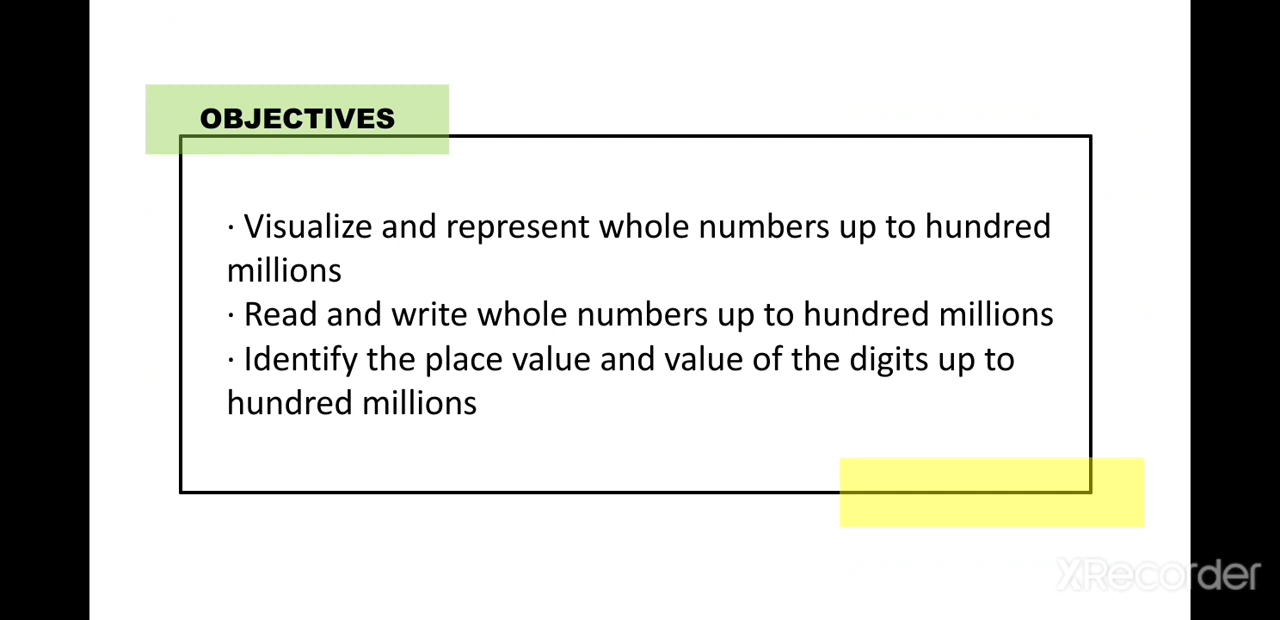 OBJECTIVES
· Visualize and represent whole numbers up to hundred
millions
· Read and write whole numbers up to hundred millions
· Identify the place value and value of the digits up to
hundred millions
XRecorder